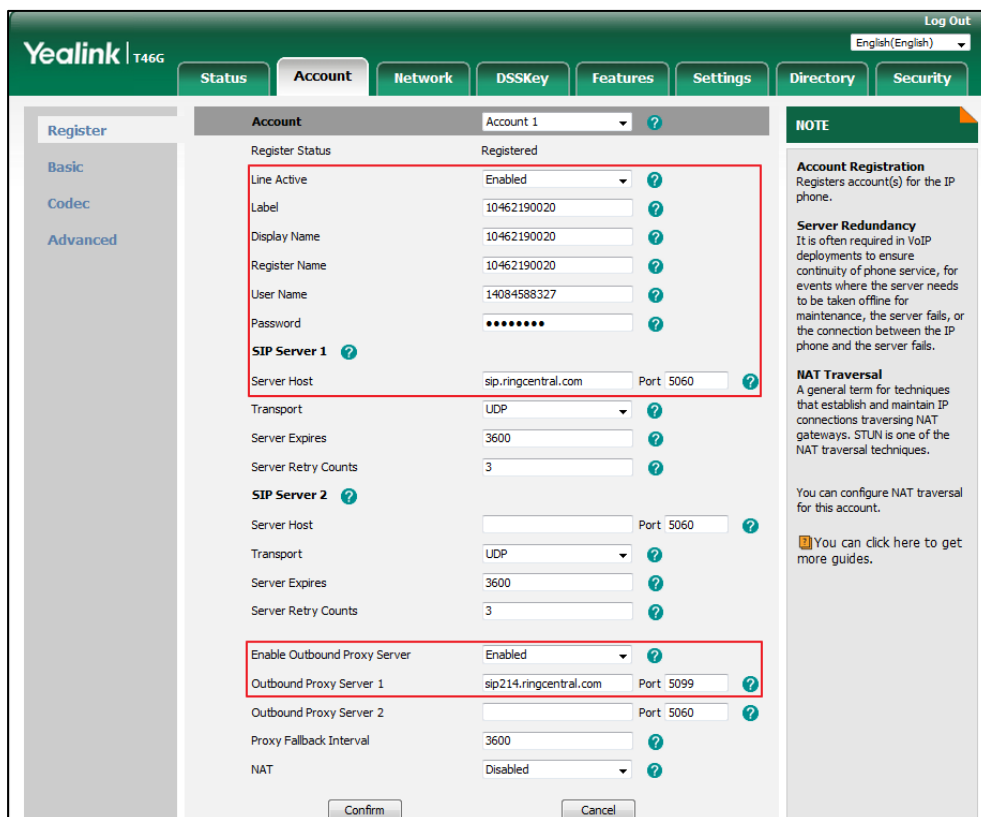 Log Out
Yealink | T46G
English(English)
Status Account Network DSSKey Features Settings Directory Security
Register
Basic
Codec
Advanced
Account Account 1
Register Status Registered
Line Active Enabled
Label 10462190020
Display Name 10462190020
Register Name 10462190020
User Name 14084588327
Password ••••••••
SIP Server 1
Server Host sip.ringcentral.com Port 5060
Transport UDP
Server Expires 3600
Server Retry Counts 3
SIP Server 2
Server Host Port 5060
Transport UDP
Server Expires 3600
Server Retry Counts 3
Enable Outbound Proxy Server Enabled
Outbound Proxy Server 1 sip214.ringcentral.com Port 5099
Outbound Proxy Server 2 Port 5060
Proxy Fallback Interval 3600
NAT Disabled
Confirm Cancel
NOTE
Account Registration
Registers account(s) for the IP
phone.
Server Redundancy
It is often required in VoIP
deployments to ensure
continuity of phone service, for
events where the server needs
to be taken offline for
maintenance, the server fails, or
the connection between the IP
phone and the server fails.
NAT Traversal
A general term for techniques
that establish and maintain IP
connections traversing NAT
gateways. STUN is one of the
NAT traversal techniques.
You can configure NAT traversal
for this account.
You can click here to get
more guides.